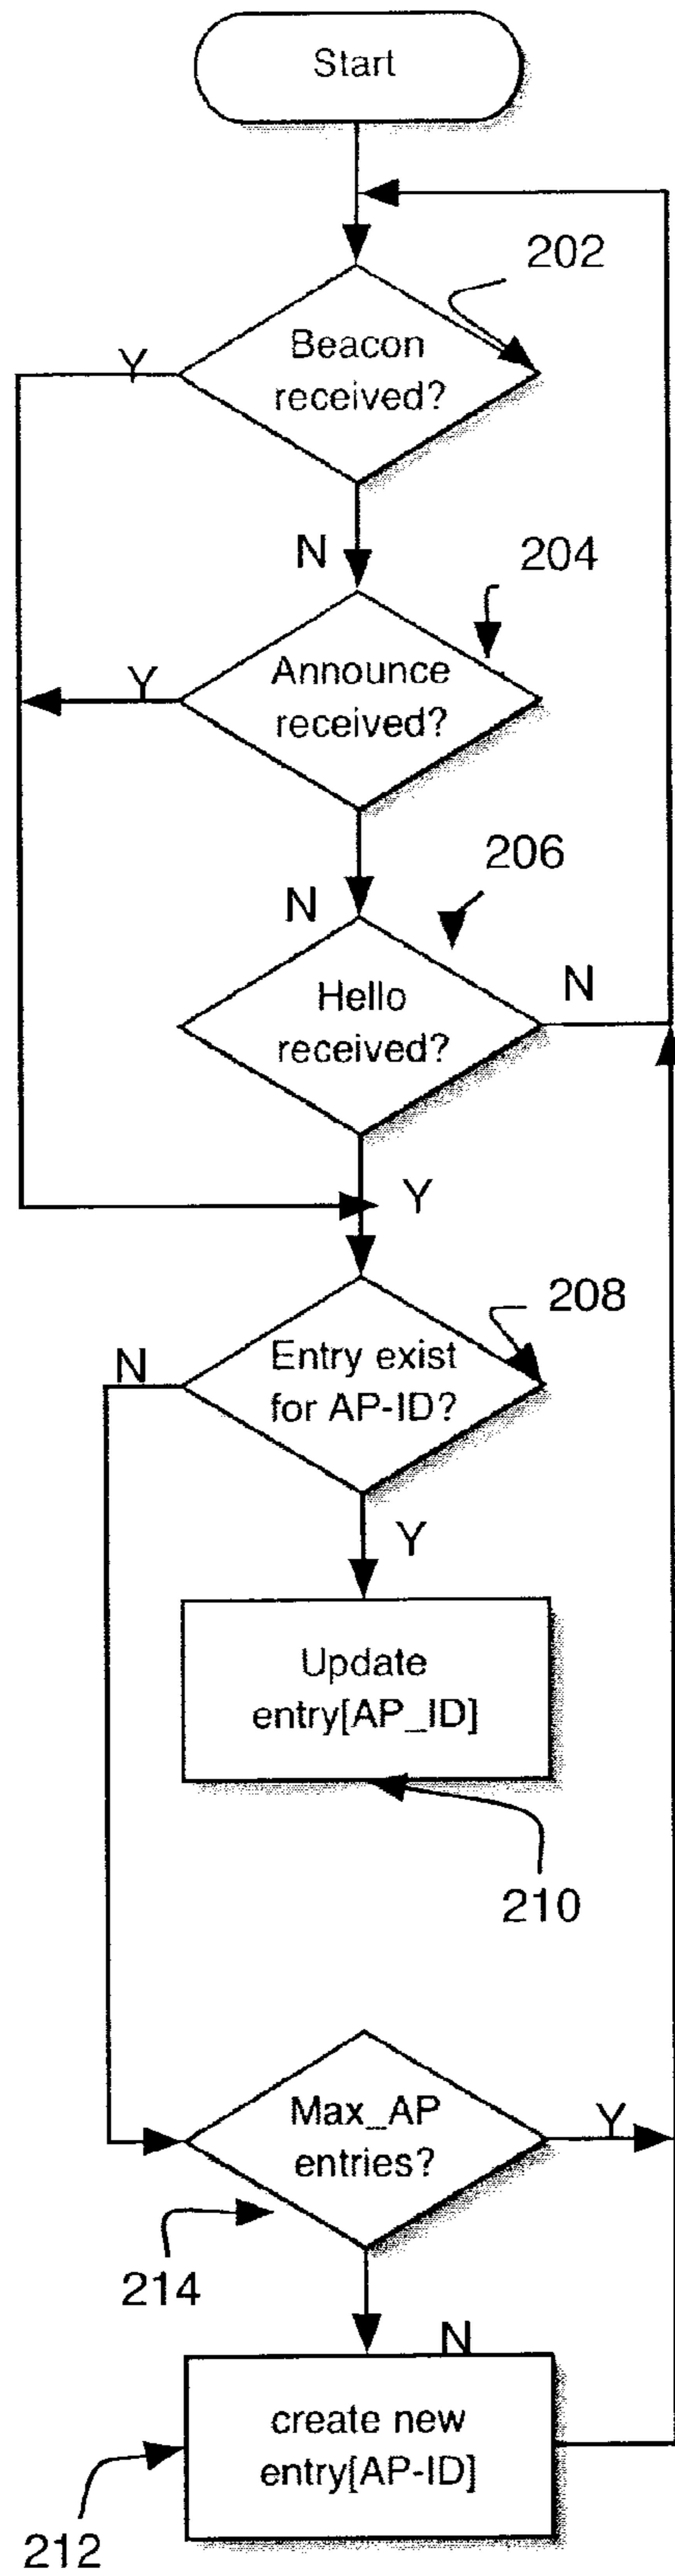 Start
202
Beacon
received?
Y
N
204
Announce
received?
Y
206
N
Hello
received?
N
Y
208
Entry exist
for AP-ID?
N
Y
Update
entry[AP_ID]
210
Max_AP
entries?
Y
214
N
create new
entry[AP-ID]
212